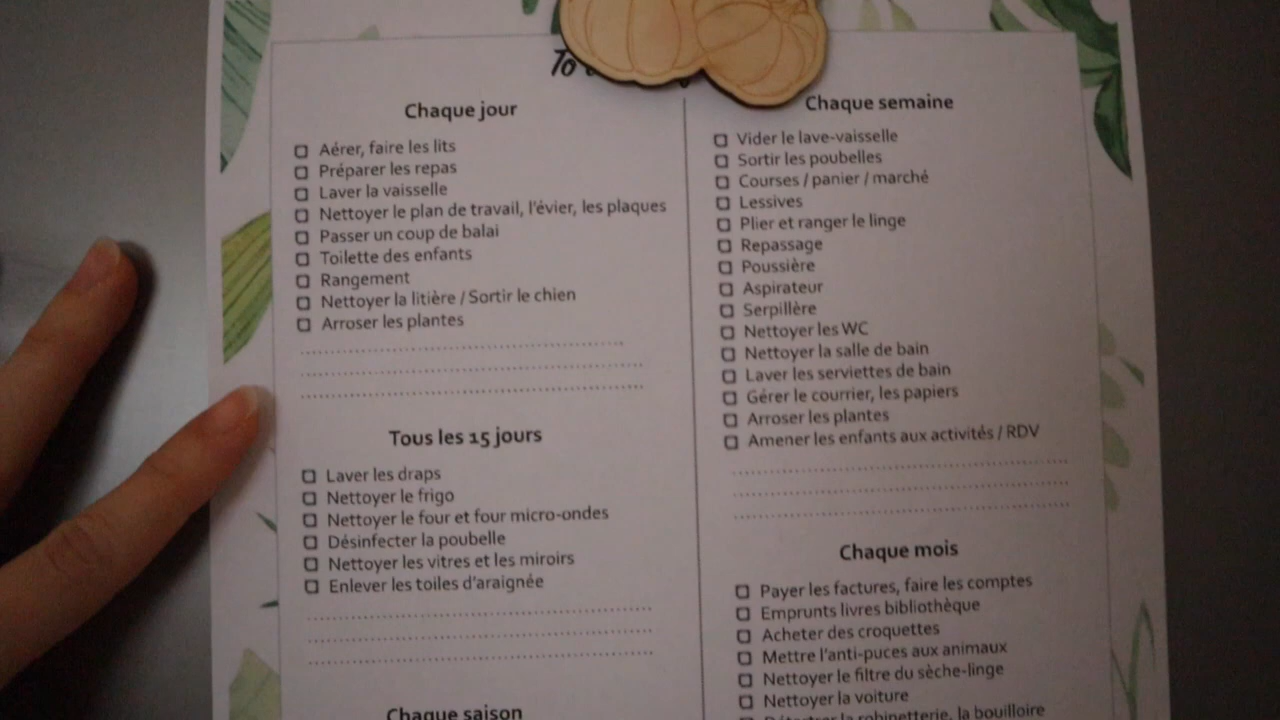 To
Chaque jour
Aérer, faire les lits
Préparer les repas
Laver la vaisselle
Nettoyer le plan de travail, l'évier, les plaques
Passer un coup de balai
Toilette des enfants
Rangement
Nettoyer la litière / Sortir le chien
Arroser les plantes
Tous les 15 jours
Laver les draps
Nettoyer le frigo
Nettoyer le four et four micro-ondes
Désinfecter la poubelle
Nettoyer les vitres et les miroirs
Enlever les toiles d'araignée
Chaque saison
Chaque semaine
Vider le lave-vaisselle
Sortir les poubelles
Courses / panier / marché
Lessives
Plier et ranger le linge
Repassage
Poussière
Aspirateur
Serpillère
Nettoyer les WC
Nettoyer la salle de bain
Laver les serviettes de bain
Gérer le courrier, les papiers
Arroser les plantes
Amener les enfants aux activités / RDV
Chaque mois
Payer les factures, faire les comptes
Emprunts livres bibliothèque
Acheter des croquettes
Mettre l'anti-puces aux animaux
Nettoyer le filtre du sèche-linge
Nettoyer la voiture
Détartrer la robinetterie, la bouilloire